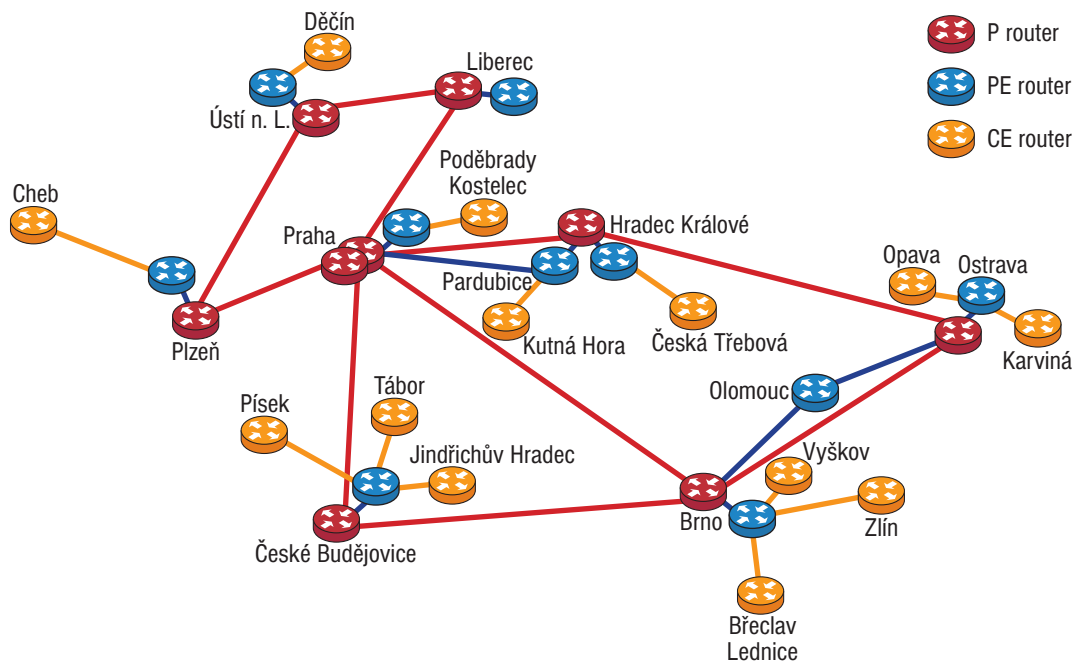 Děčín
P router
Liberec
PE router
Ústí n. L.
CE router
Poděbrady
Kostelec
Cheb
Praha
Hradec Králové
Opava
Ostrava
Pardubice
Plzeň
Kutná Hora
Česká Třebová
Karviná
Tábor
Olomouc
Písek
Jindřichův Hradec
Vyškov
Brno
Zlín
České Budějovice
Břeclav
Lednice